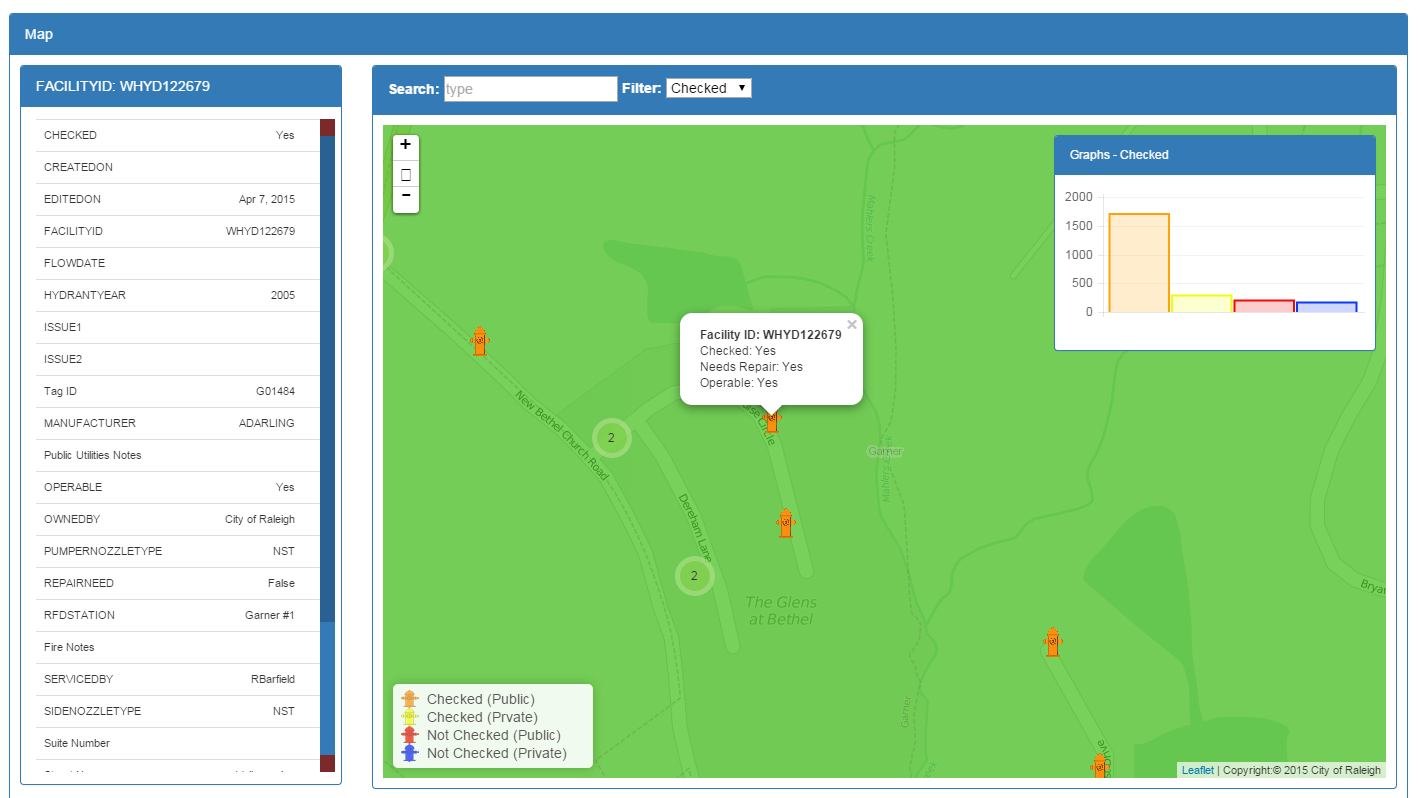 Map
FACILITYID: WHYD122679
CHECKED Yes
CREATEDON
EDITEDON Apr 7, 2015
FACILITYID WHYD122679
FLOWDATE
HYDRANTYEAR 2005
ISSUE1
ISSUE2
Tag ID G01484
MANUFACTURER ADARLING
Public Utilities Notes
OPERABLE Yes
OWNEDBY City of Raleigh
PUMPERNOZZLETYPE NST
REPAIRNEED False
RFDSTATION Garner #1
Fire Notes
SERVICEDBY RBarfield
SIDENOZZLETYPE NST
Suite Number
Search: type Filter: Checked
+
−
Graphs - Checked
2000
1500
1000
500
0
Mahlers Creek
Facility ID: WHYD122679
Checked: Yes
Needs Repair: Yes
Operable: Yes
Circle
New Bethel Church Road
2
Garner
Mahlers Creek
Dereham Lane
2
The Glens
at Bethel
Garner
Checked (Public)
Checked (Private)
Not Checked (Public)
Not Checked (Private)
Leaflet | Copyright:© 2015 City of Raleigh